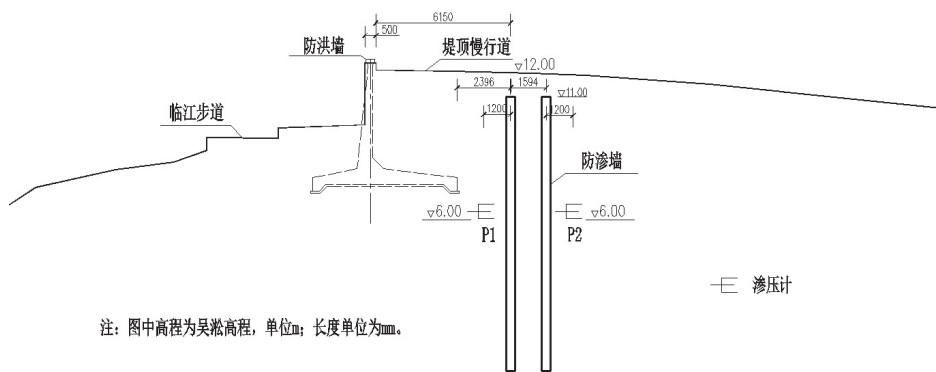 6150
500
防洪墙
堤顶慢行道
▽12.00
2396
1594
▽11.00
临江步道
1200
1200
防渗墙
▽6.00
▽6.00
P1
P2
渗压计
注：图中高程为吴淞高程，单位m；长度单位为mm。